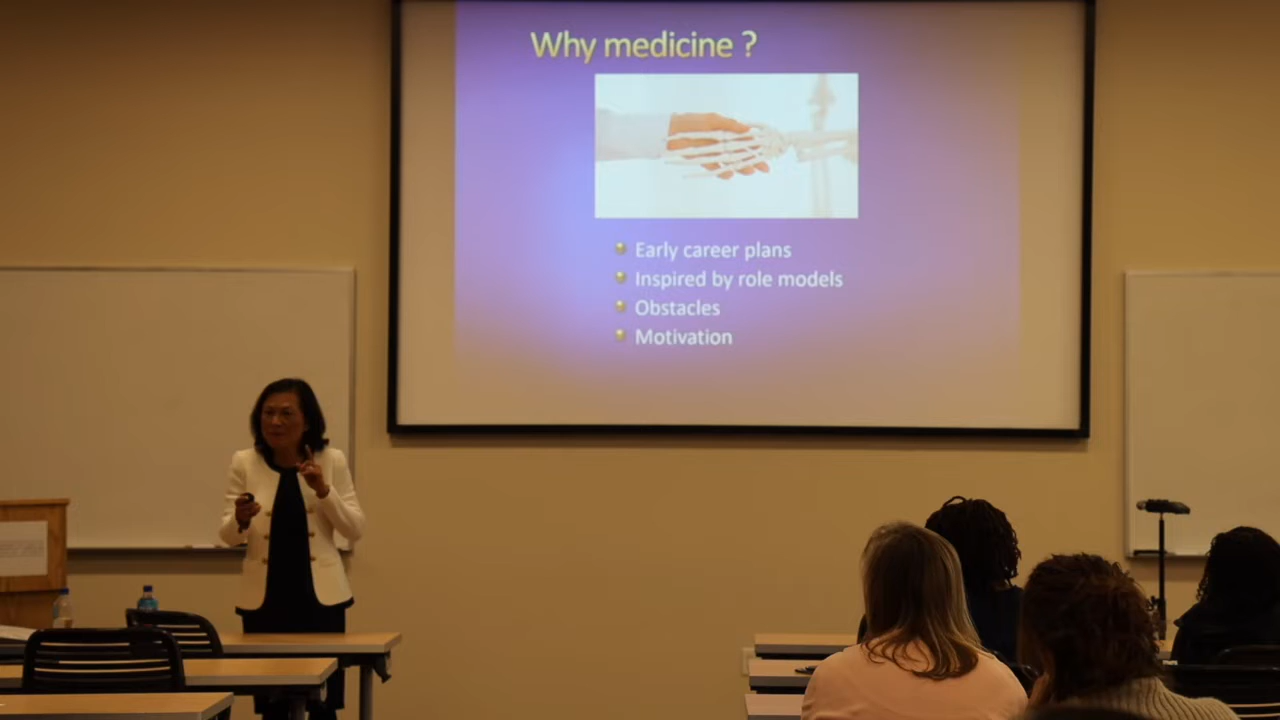 Why medicine ?
Early career plans
Inspired by role models
Obstacles
Motivation